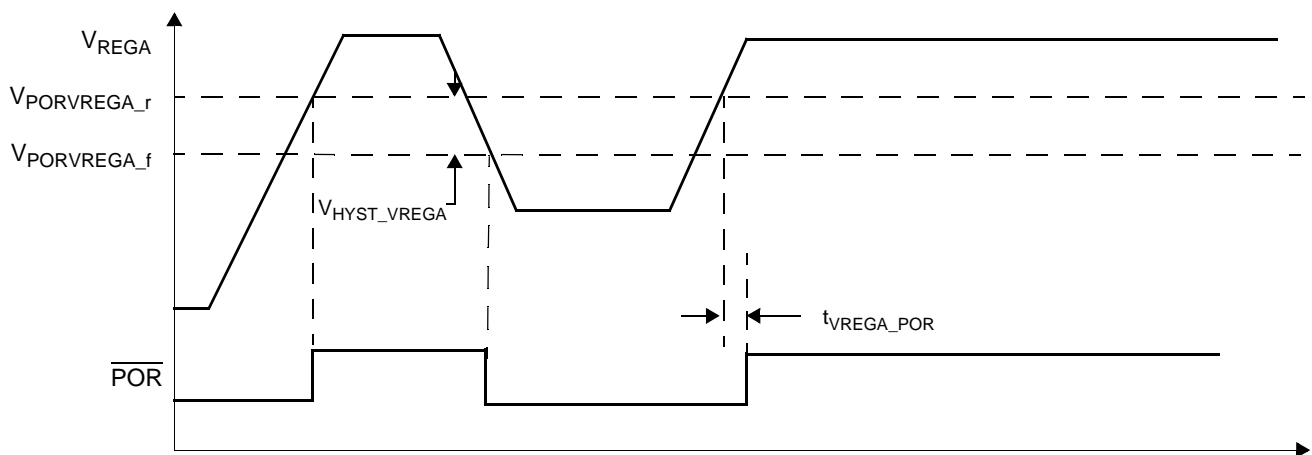 VREGA
VPORVREGA_r
VPORVREGA_f
VHYST_VREGA
tVREGA_POR
POR